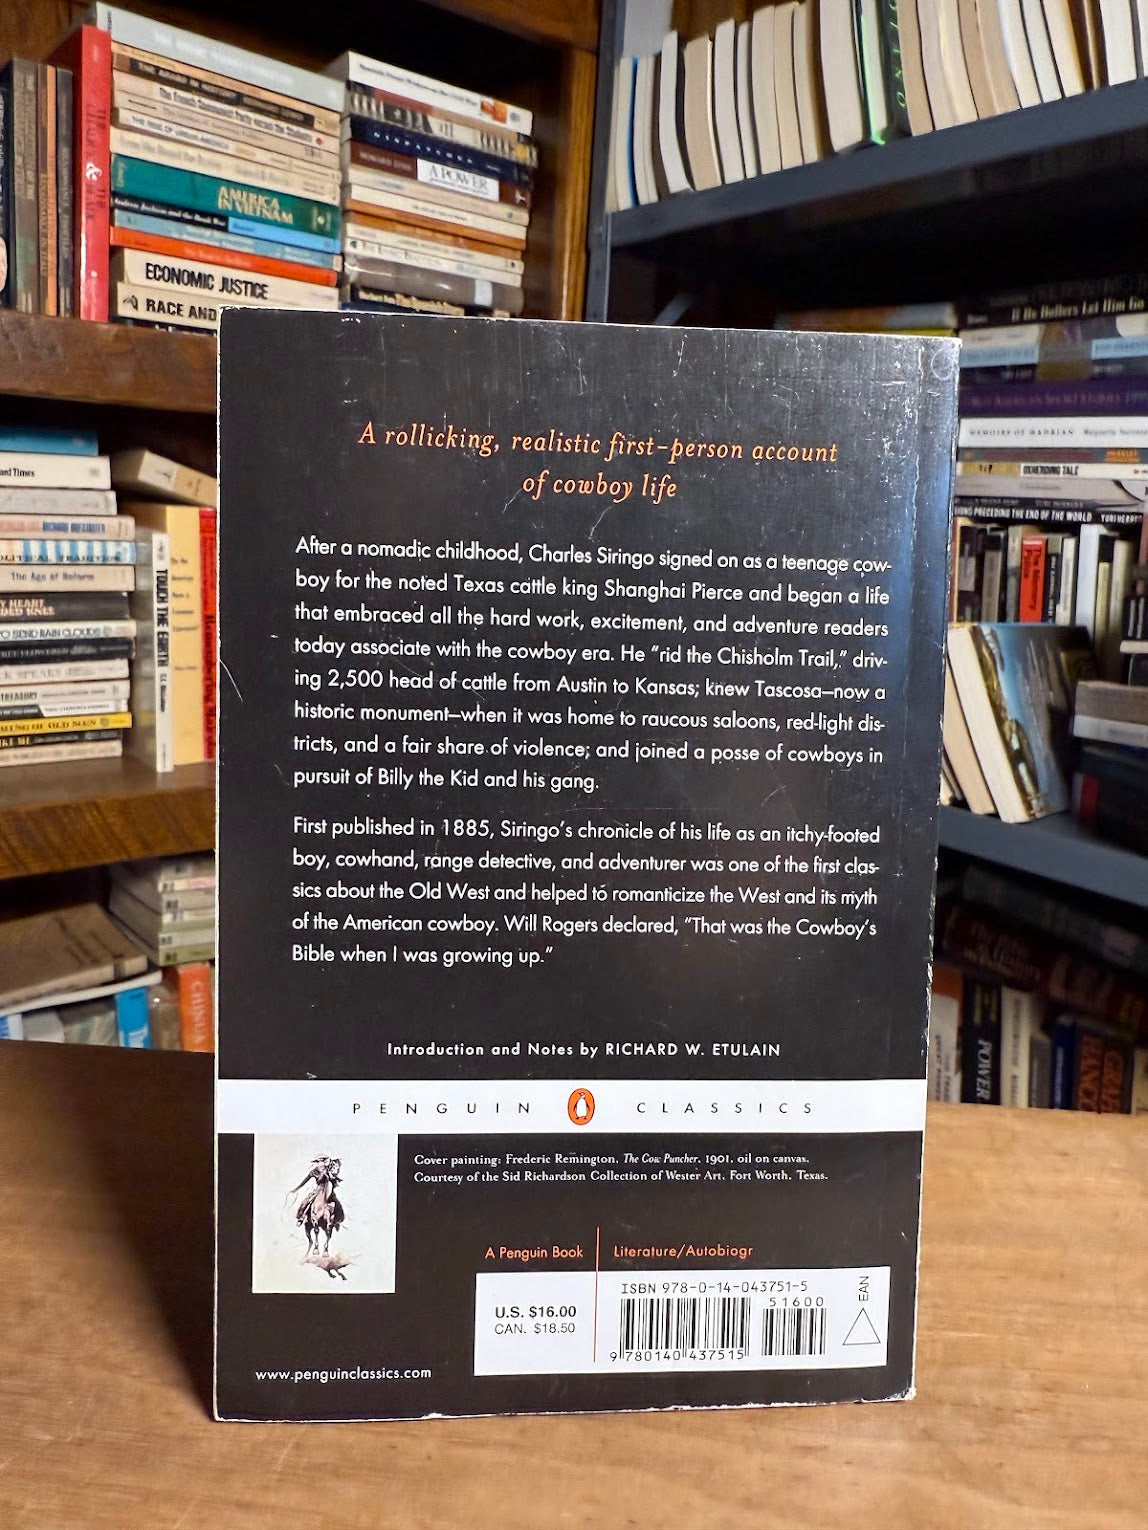 AMERICA
IN VIETNAM
A POWER
ECONOMIC JUSTICE
RACE AND
The Age of Reform
TOUCH THE EARTH
POWER
A rollicking, realistic first-person account
of cowboy life
After a nomadic childhood, Charles Siringo signed on as a teenage cow-
boy for the noted Texas cattle king Shanghai Pierce and began a life
that embraced all the hard work, excitement, and adventure readers
today associate with the cowboy era. He “rid the Chisholm Trail,” driv-
ing 2,500 head of cattle from Austin to Kansas; knew Tascosa—now a
historic monument—when it was home to raucous saloons, red-light dis-
tricts, and a fair share of violence; and joined a posse of cowboys in
pursuit of Billy the Kid and his gang.
First published in 1885, Siringo’s chronicle of his life as an itchy-footed
boy, cowhand, range detective, and adventurer was one of the first clas-
sics about the Old West and helped to romanticize the West and its myth
of the American cowboy. Will Rogers declared, “That was the Cowboy’s
Bible when I was growing up.”
Introduction and Notes by RICHARD W. ETULAIN
PENGUIN CLASSICS
Cover painting: Frederic Remington, The Cow Puncher, 1901, oil on canvas.
Courtesy of the Sid Richardson Collection of Wester Art, Fort Worth, Texas.
A Penguin Book
Literature/Autobiogr
U.S. $16.00
CAN. $18.50
ISBN 978-0-14-043751-5
51600
9 780140 437515
EAN
www.penguinclassics.com